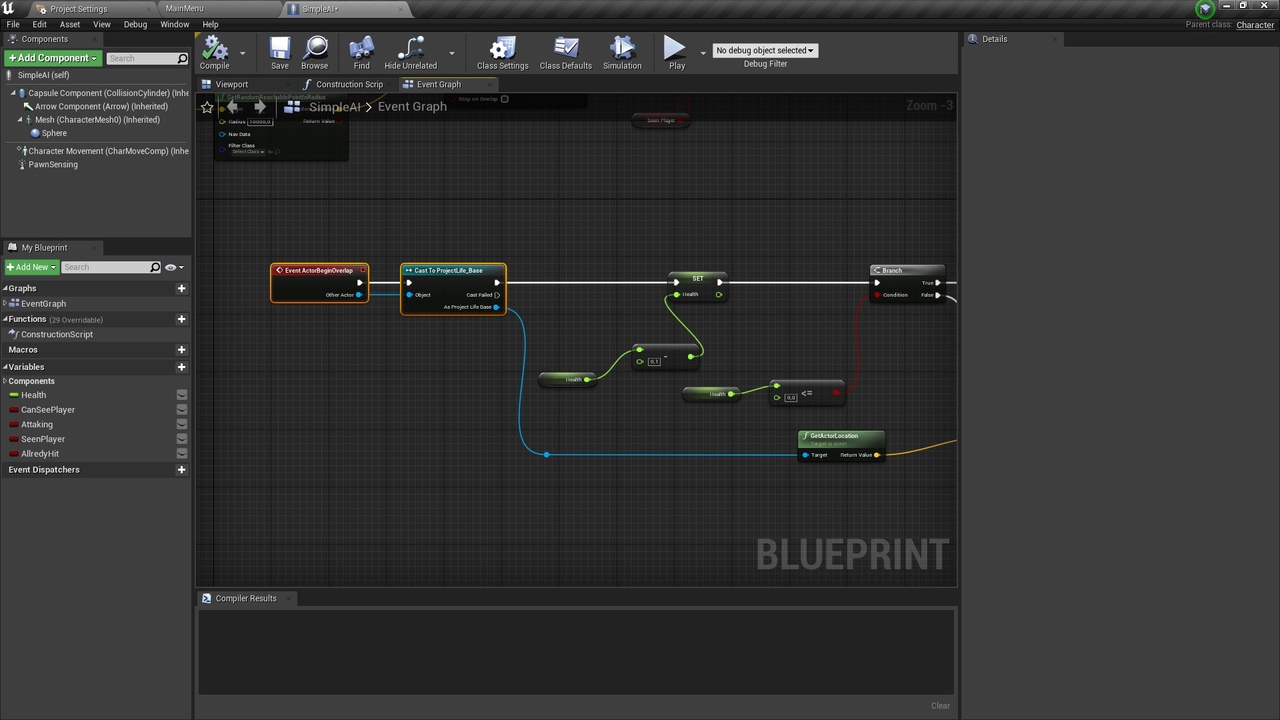 Project Settings
MainMenu
SimpleAI*
File Edit Asset View Debug Window Help
Parent class: Character
Components
Details
+Add Component
Search
Compile
Save
Browse
Find
Hide Unrelated
Class Settings
Class Defaults
Simulation
Play
No debug object selected
Debug Filter
SimpleAI (self)
Capsule Component (CollisionCylinder) (Inhe
Arrow Component (Arrow) (Inherited)
Mesh (CharacterMesh0) (Inherited)
Sphere
Character Movement (CharMoveComp) (Inhe
PawnSensing
Viewport
Construction Script
Event Graph
SimpleAI > Event Graph
Zoom -3
GetRandomReachablePointInRadius
Stop on Overlap
Radius 10000,0
Return Value
Nav Data
Filter Class
Select Class
Seen Player
My Blueprint
+Add New
Search
Graphs
EventGraph
Functions (29 Overridable)
ConstructionScript
Macros
Variables
Components
Health
CanSeePlayer
Attaking
SeenPlayer
AllredyHit
Event Dispatchers
Event ActorBeginOverlap
Other Actor
Cast To ProjectLife_Base
Object
Cast Failed
As Project Life Base
SET
Health
Branch
True
Condition
False
Health
0,1
-
Health
0,0
<=
GetActorLocation
Target is Actor
Target
Return Value
BLUEPRINT
Compiler Results
Clear